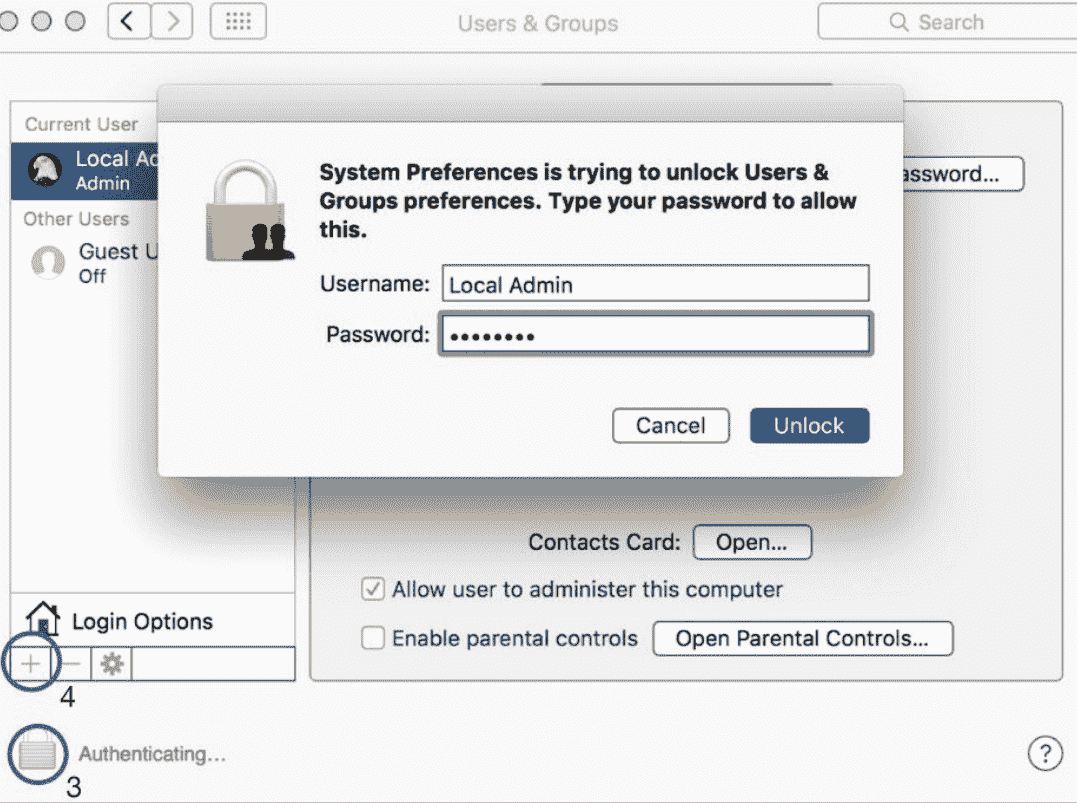 Users & Groups
Search
Current User
Local Ad
Admin
Other Users
Guest U
Off
System Preferences is trying to unlock Users &
Groups preferences. Type your password to allow
this.
assword...
Username: Local Admin
Password: ••••••••
Cancel Unlock
Contacts Card: Open...
Allow user to administer this computer
Enable parental controls Open Parental Controls...
Login Options
+ −
4
Authenticating...
?
3